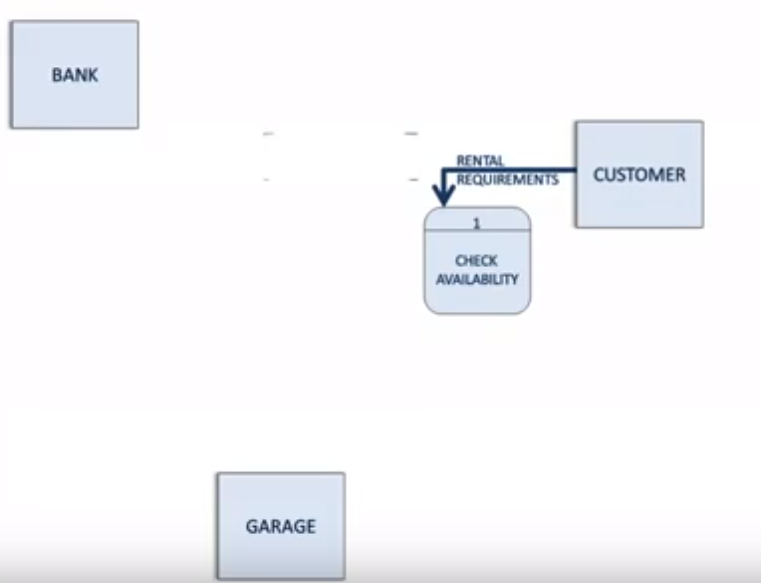 BANK
RENTAL
REQUIREMENTS
CUSTOMER
1
CHECK
AVAILABILITY
GARAGE